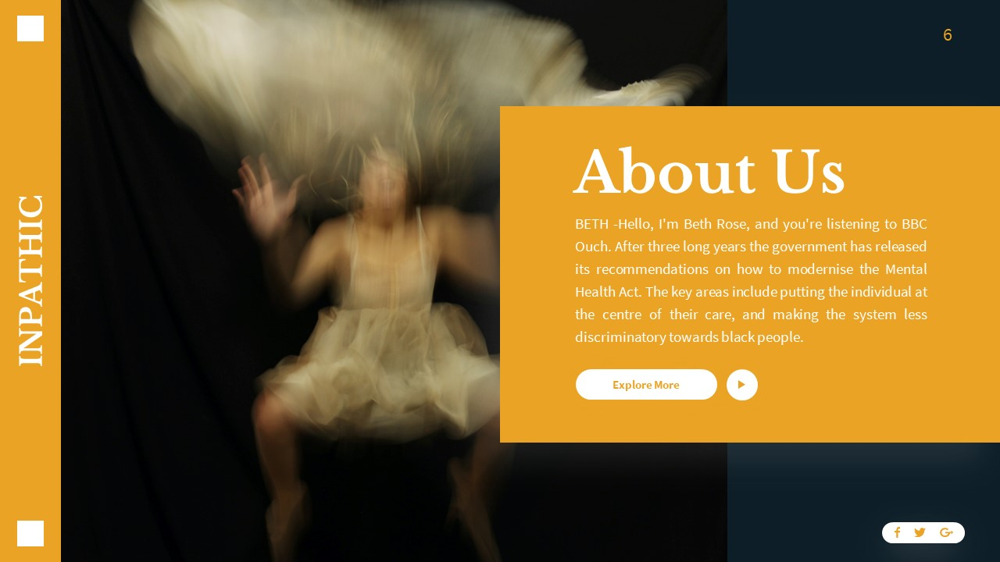 6
INPATHIC
About Us
BETH -Hello, I'm Beth Rose, and you're listening to BBC
Ouch. After three long years the government has released
its recommendations on how to modernise the Mental
Health Act. The key areas include putting the individual at
the centre of their care, and making the system less
discriminatory towards black people.
Explore More